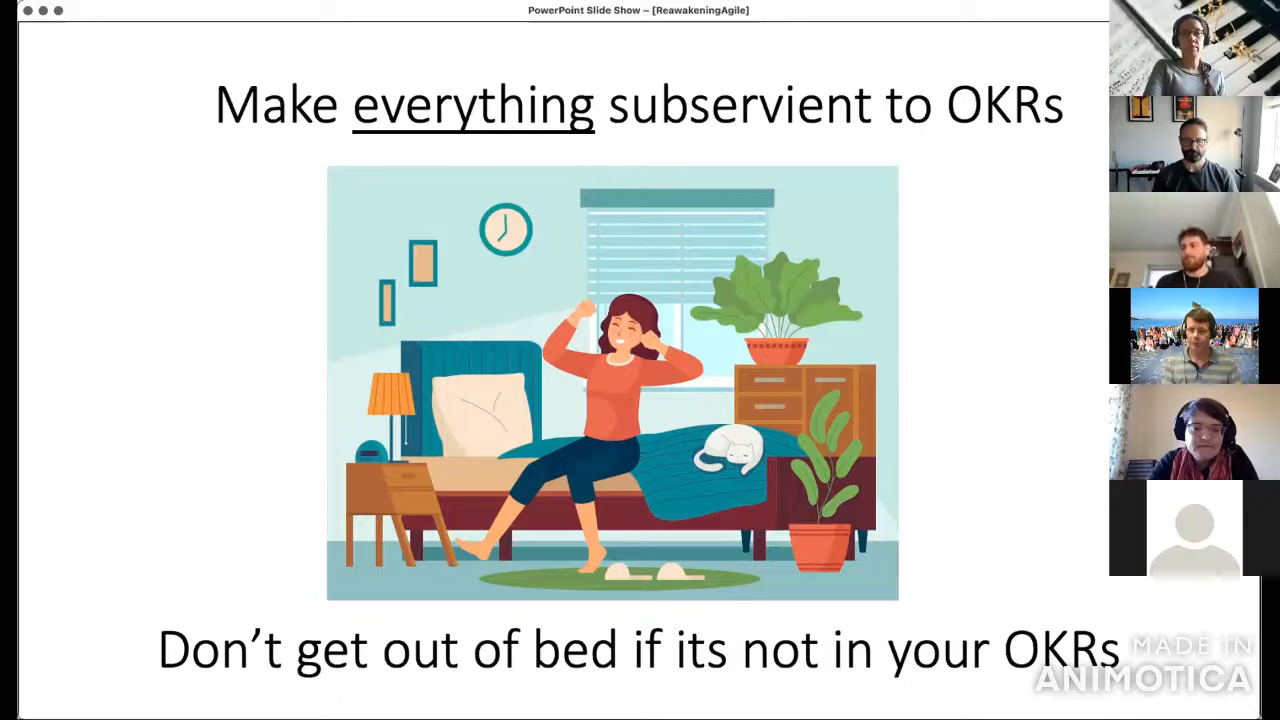 PowerPoint Slide Show – [ReawakeningAgile]
Make everything subservient to OKRs
Don’t get out of bed if its not in your OKRs
MADE IN
ANIMOTICA